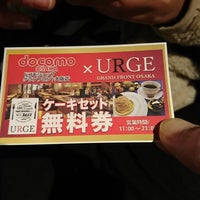 docomo
× URGE
GRAND FRONT OSAKA
ケーキセット
無料券
営業時間/
11:00～23:00
URGE